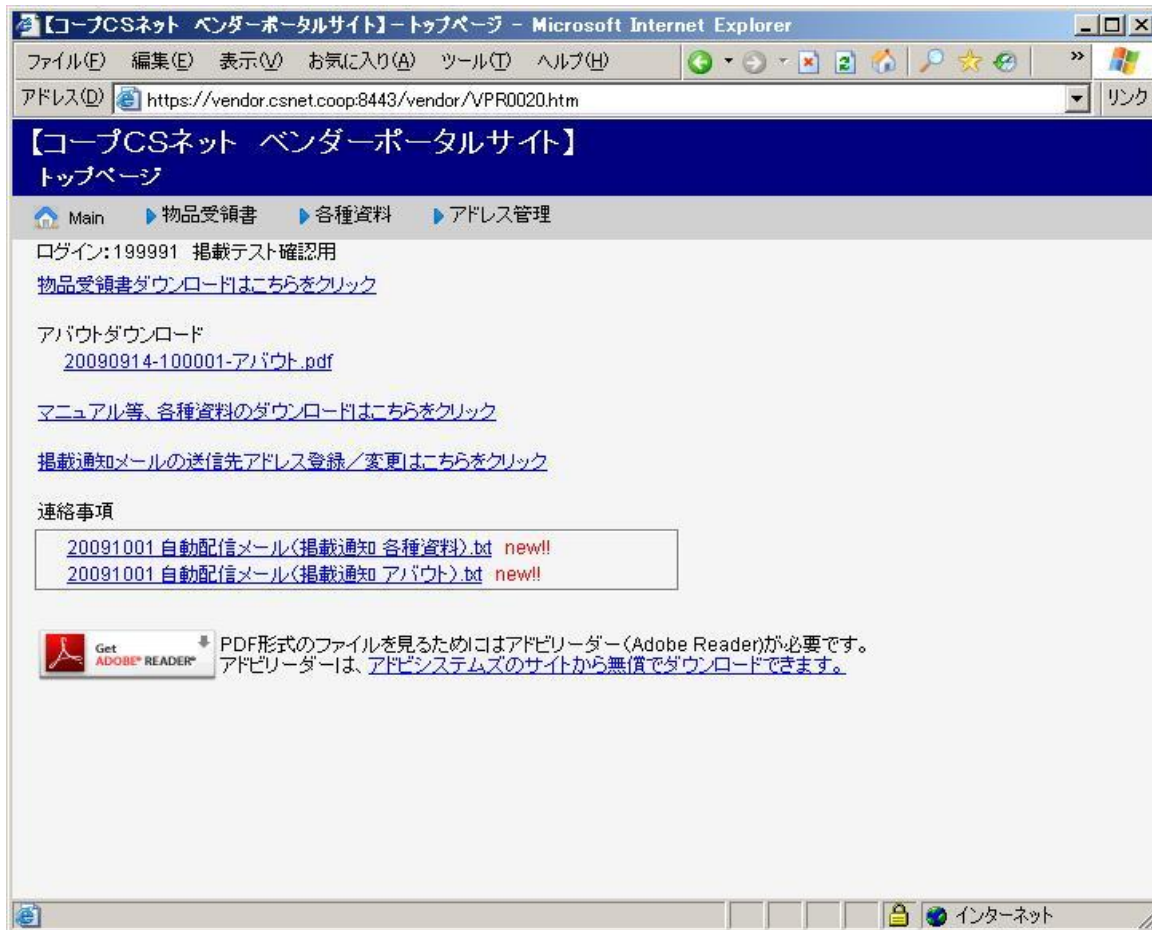 【コープCSネット ベンダーポータルサイト】－トップページ - Microsoft Internet Explorer
ファイル(F) 編集(E) 表示(V) お気に入り(A) ツール(T) ヘルプ(H) »
アドレス(D) https://vendor.csnet.coop:8443/vendor/VPR0020.htm リンク
【コープCSネット ベンダーポータルサイト】
トップページ
Main 物品受領書 各種資料 アドレス管理
ログイン:199991 掲載テスト確認用
物品受領書ダウンロードはこちらをクリック
アバウトダウンロード
20090914-100001-アバウト.pdf
マニュアル等、各種資料のダウンロードはこちらをクリック
掲載通知メールの送信先アドレス登録／変更はこちらをクリック
連絡事項
20091001 自動配信メール(掲載通知 各種資料).txt new!!
20091001 自動配信メール(掲載通知 アバウト).txt new!!
Get
ADOBE® READER®
PDF形式のファイルを見るためにはアドビリーダー(Adobe Reader)が必要です。
アドビリーダーは、アドビシステムズのサイトから無償でダウンロードできます。
インターネット